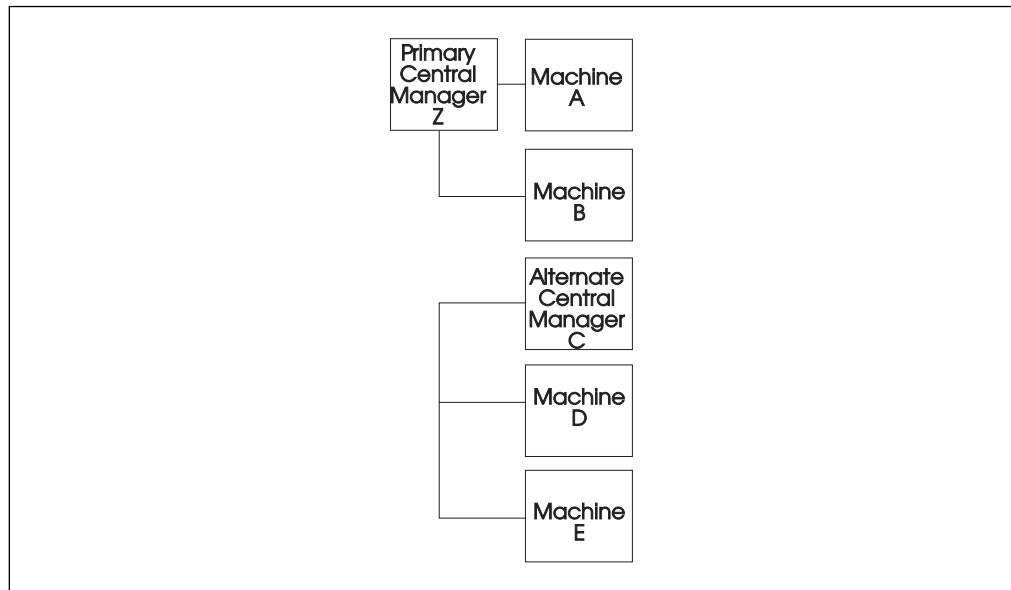 Primary
Central
Manager
Z
Machine
A
Machine
B
Alternate
Central
Manager
C
Machine
D
Machine
E